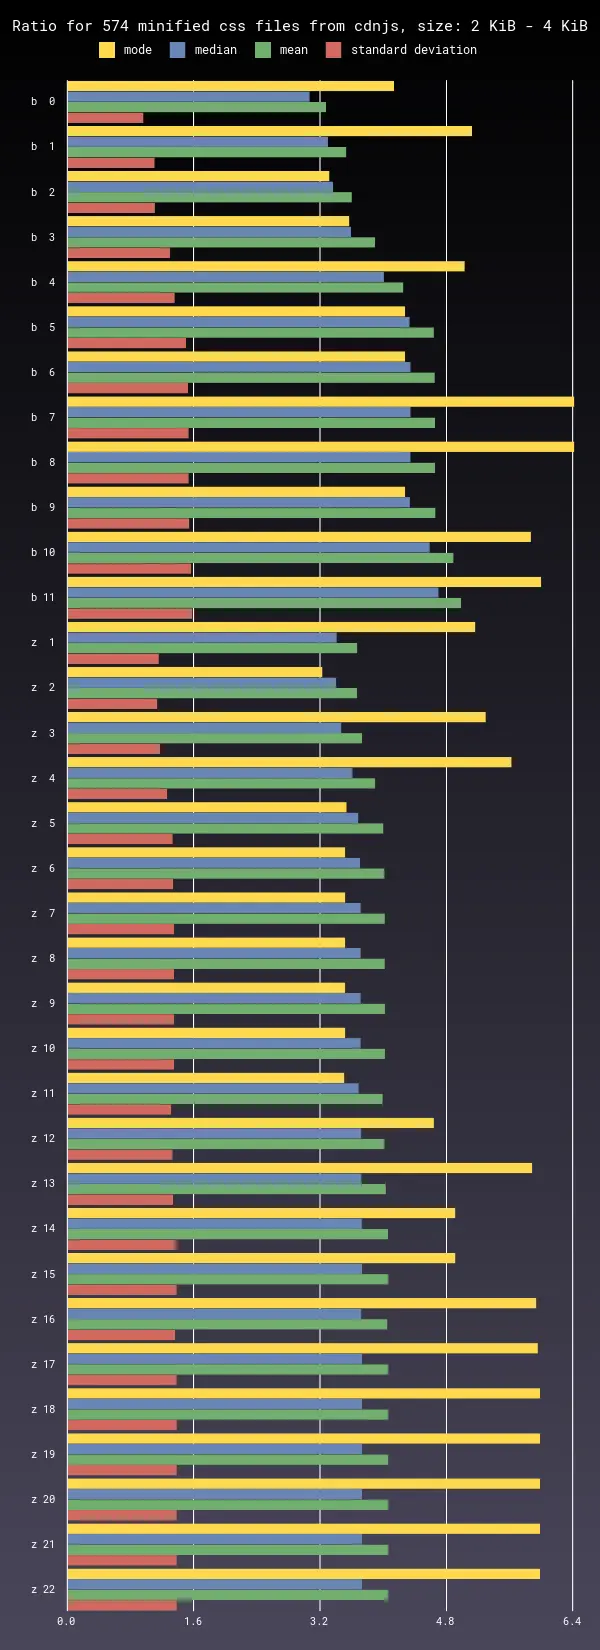 Ratio for 574 minified css files from cdnjs, size: 2 KiB - 4 KiB
mode median mean standard deviation
b 0
b 1
b 2
b 3
b 4
b 5
b 6
b 7
b 8
b 9
b 10
b 11
z 1
z 2
z 3
z 4
z 5
z 6
z 7
z 8
z 9
z 10
z 11
z 12
z 13
z 14
z 15
z 16
z 17
z 18
z 19
z 20
z 21
z 22
0.0 1.6 3.2 4.8 6.4